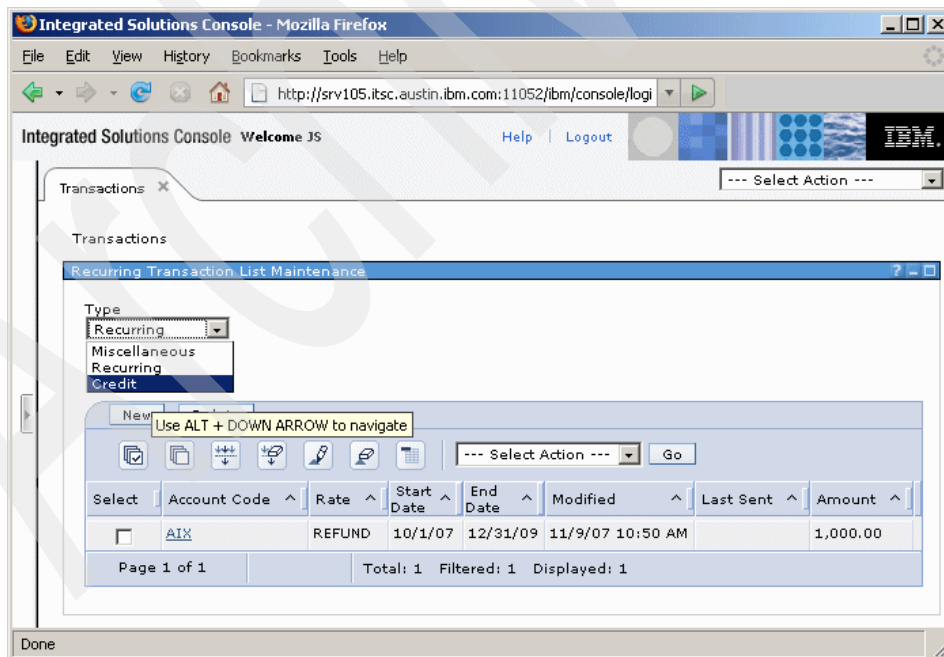 Integrated Solutions Console - Mozilla Firefox
File Edit View History Bookmarks Tools Help
http://srv105.itsc.austin.ibm.com:11052/ibm/console/logi
Integrated Solutions Console Welcome JS Help | Logout IBM.
Transactions --- Select Action ---
Transactions
Recurring Transaction List Maintenance
Type
Recurring
Miscellaneous
Recurring
Credit
New
Use ALT + DOWN ARROW to navigate
--- Select Action --- Go
Select Account Code Rate Start Date End Date Modified Last Sent Amount
AIX REFUND 10/1/07 12/31/09 11/9/07 10:50 AM 1,000.00
Page 1 of 1 Total: 1 Filtered: 1 Displayed: 1
Done